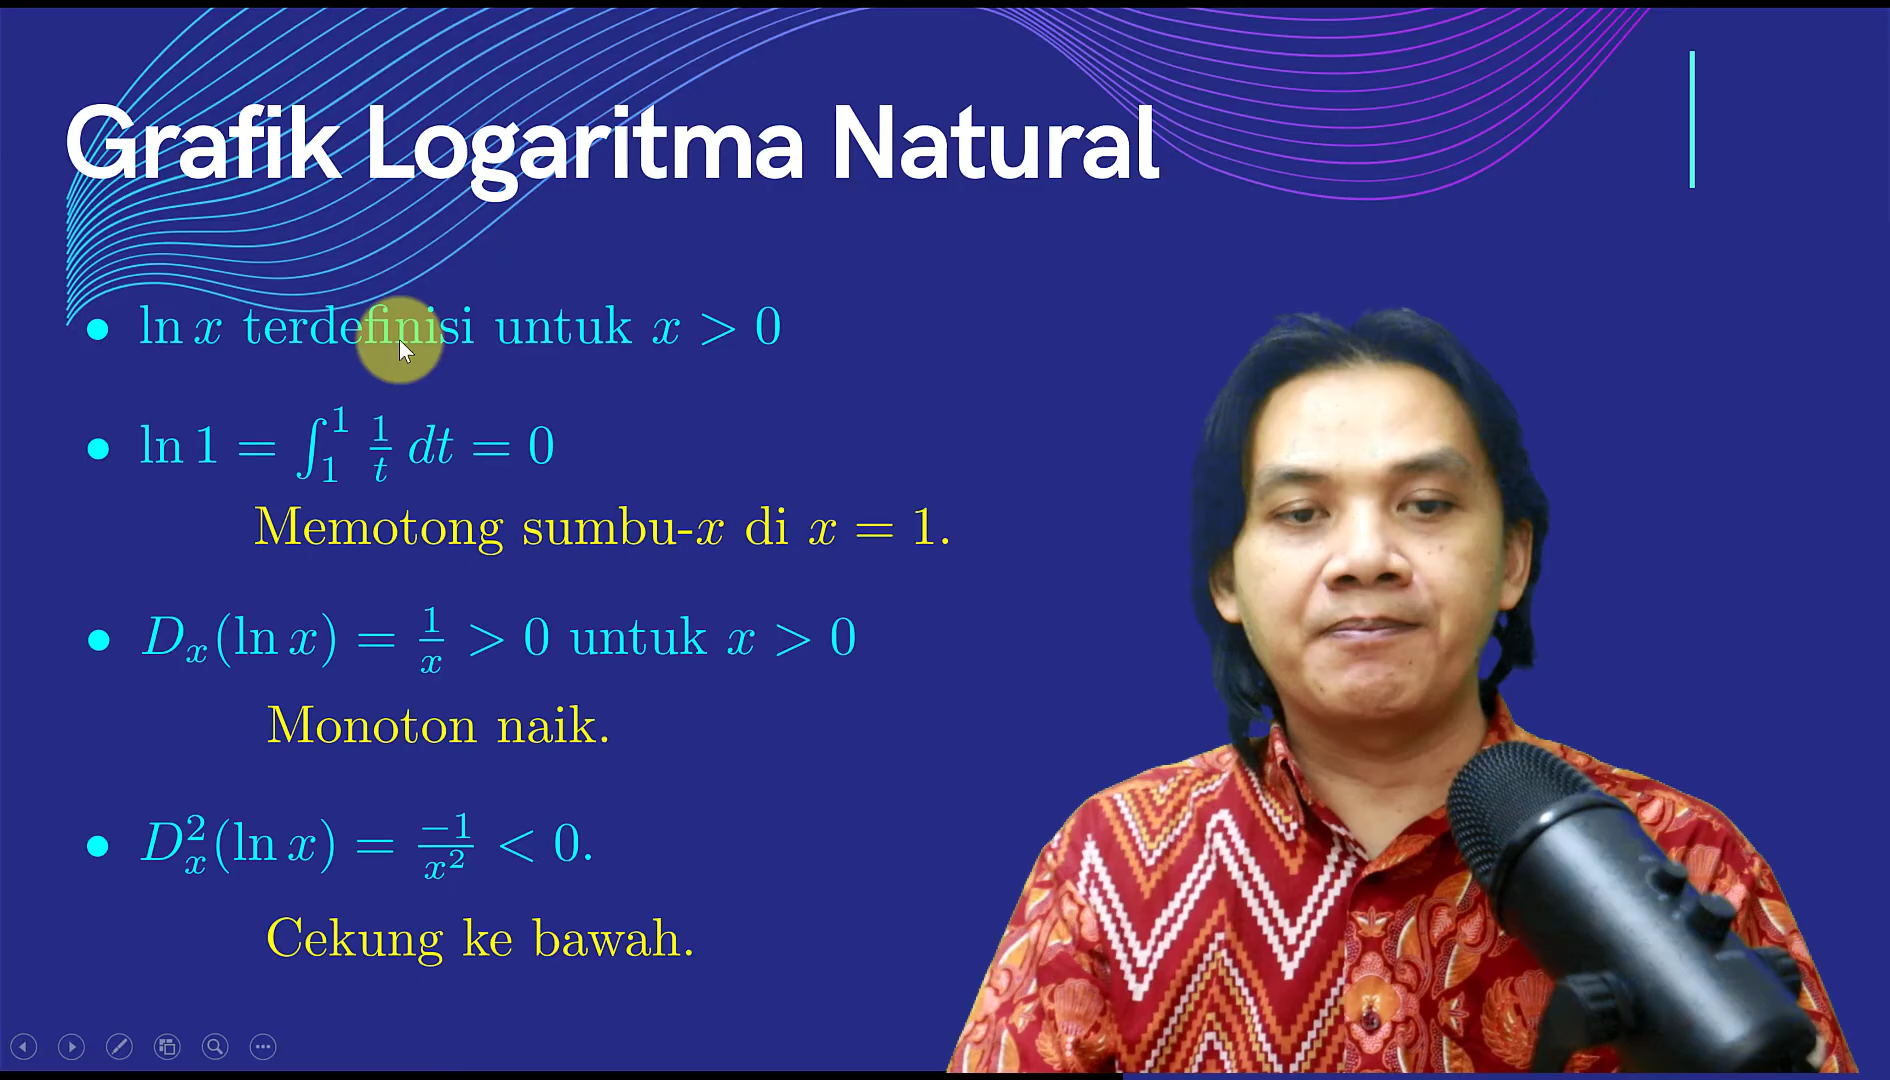 Grafik Logaritma Natural
• ln x terdefinisi untuk x > 0
• ln 1 = ∫₁¹ 1/t dt = 0
Memotong sumbu-x di x = 1.
• Dₓ(ln x) = 1/x > 0 untuk x > 0
Monoton naik.
• Dₓ²(ln x) = −1/x² < 0.
Cekung ke bawah.